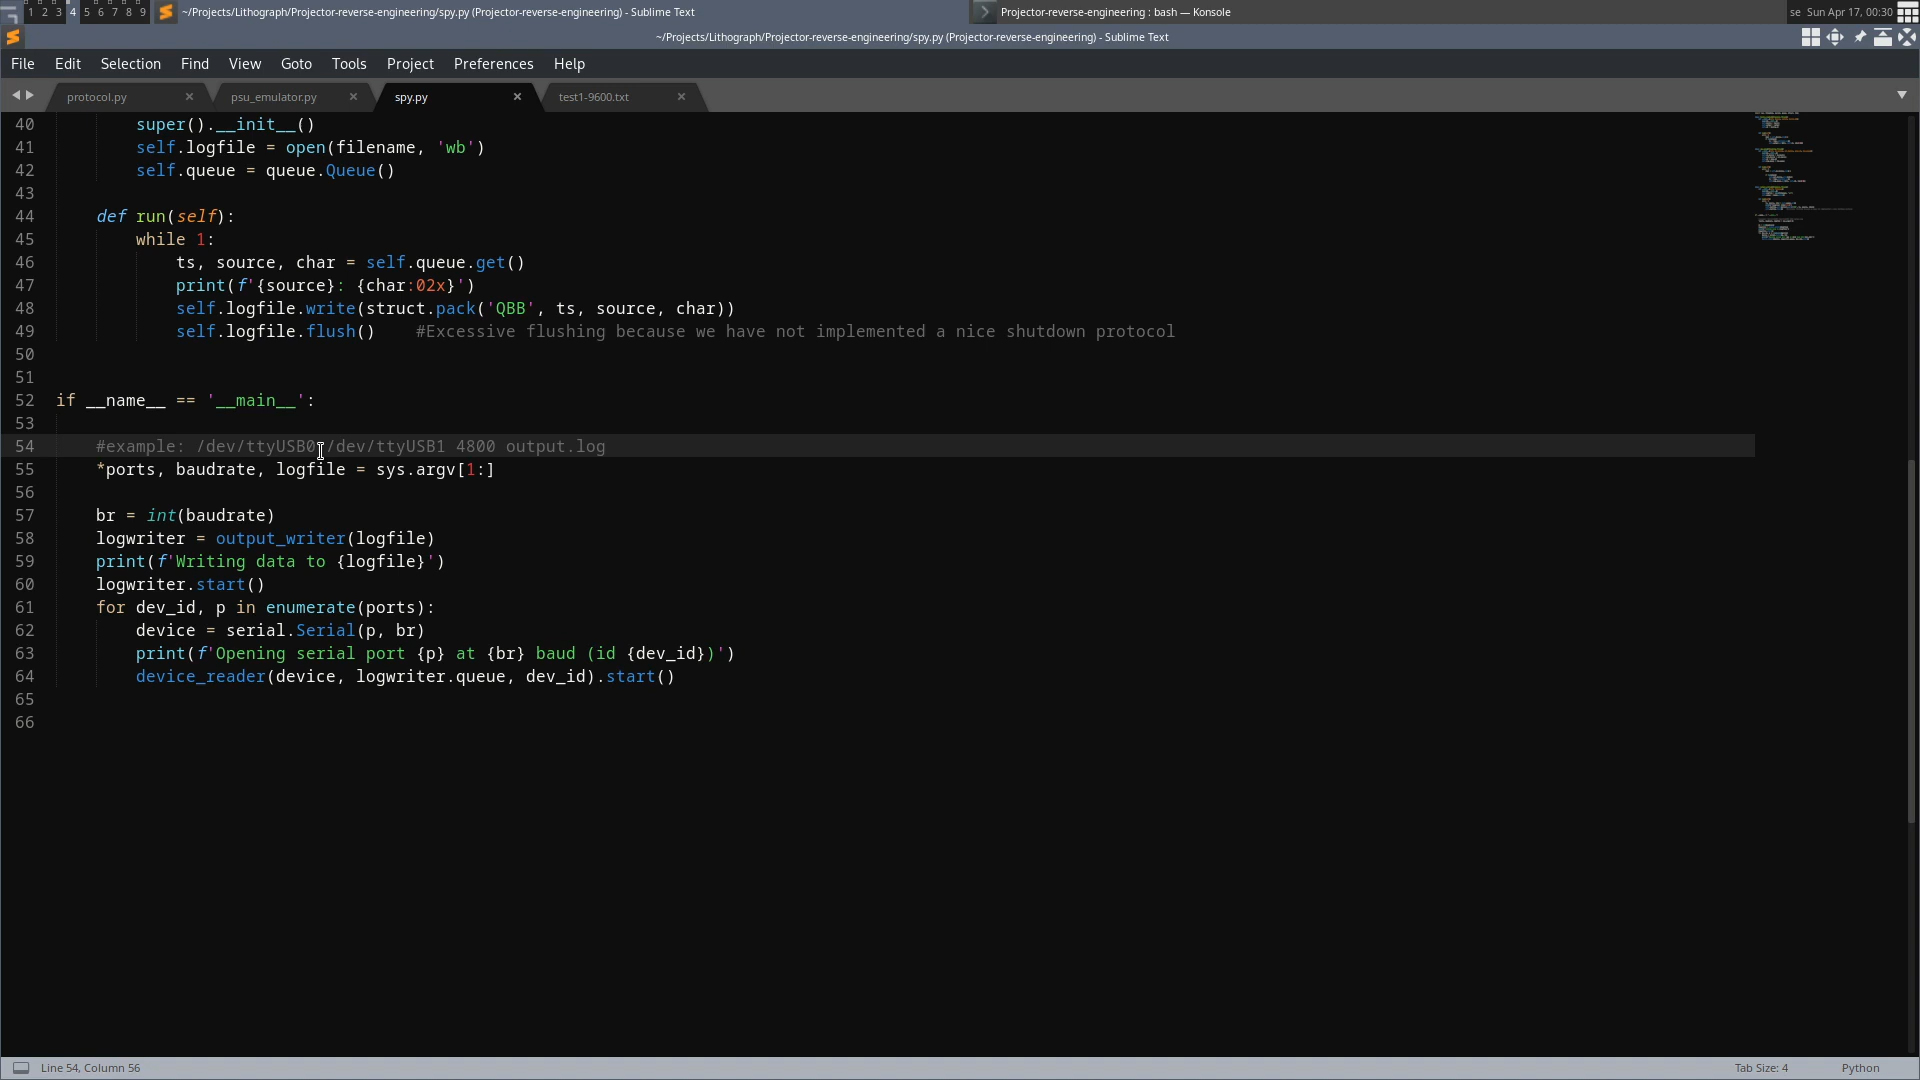 1 2 3 4 5 6 7 8 9 ~/Projects/Lithograph/Projector-reverse-engineering/spy.py (Projector-reverse-engineering) - Sublime Text Projector-reverse-engineering : bash — Konsole se Sun Apr 17, 00:30
~/Projects/Lithograph/Projector-reverse-engineering/spy.py (Projector-reverse-engineering) - Sublime Text
File Edit Selection Find View Goto Tools Project Preferences Help
protocol.py psu_emulator.py spy.py test1-9600.txt
40         super().__init__()
41         self.logfile = open(filename, 'wb')
42         self.queue = queue.Queue()
43
44     def run(self):
45         while 1:
46             ts, source, char = self.queue.get()
47             print(f'{source}: {char:02x}')
48             self.logfile.write(struct.pack('QBB', ts, source, char))
49             self.logfile.flush()    #Excessive flushing because we have not implemented a nice shutdown protocol
50
51
52 if __name__ == '__main__':
53
54     #example: /dev/ttyUSB0 /dev/ttyUSB1 4800 output.log
55     *ports, baudrate, logfile = sys.argv[1:]
56
57     br = int(baudrate)
58     logwriter = output_writer(logfile)
59     print(f'Writing data to {logfile}')
60     logwriter.start()
61     for dev_id, p in enumerate(ports):
62         device = serial.Serial(p, br)
63         print(f'Opening serial port {p} at {br} baud (id {dev_id})')
64         device_reader(device, logwriter.queue, dev_id).start()
65
66
Line 54, Column 56 Tab Size: 4 Python